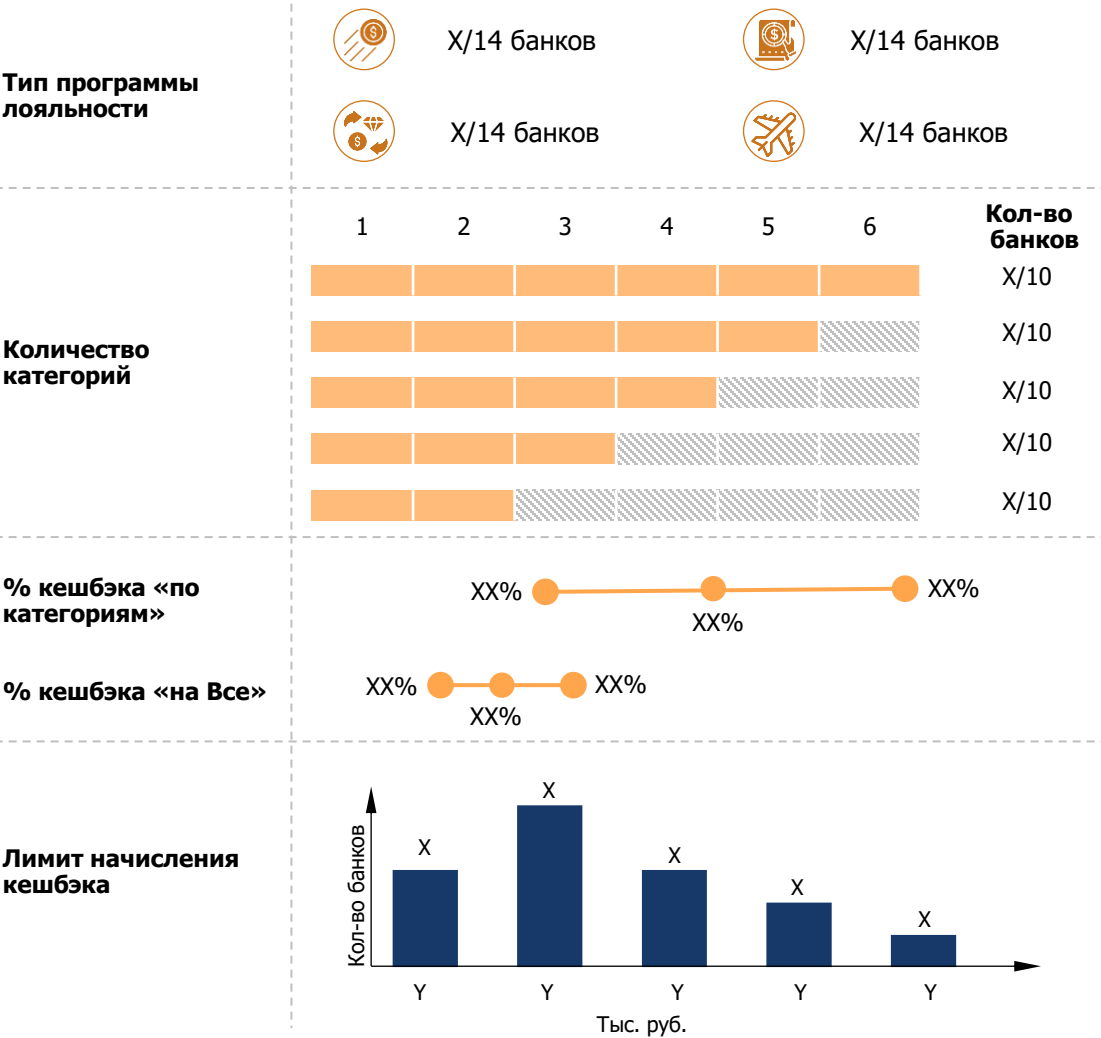 Тип программы
лояльности
X/14 банков
X/14 банков
X/14 банков
X/14 банков
Количество
категорий
1 2 3 4 5 6
Кол-во
банков
X/10
X/10
X/10
X/10
X/10
% кешбэка «по
категориям»
XX%
XX%
XX%
% кешбэка «на Все»
XX%
XX%
XX%
Лимит начисления
кешбэка
Кол-во банков
X
X
X
X
X
Y Y Y Y Y
Тыс. руб.